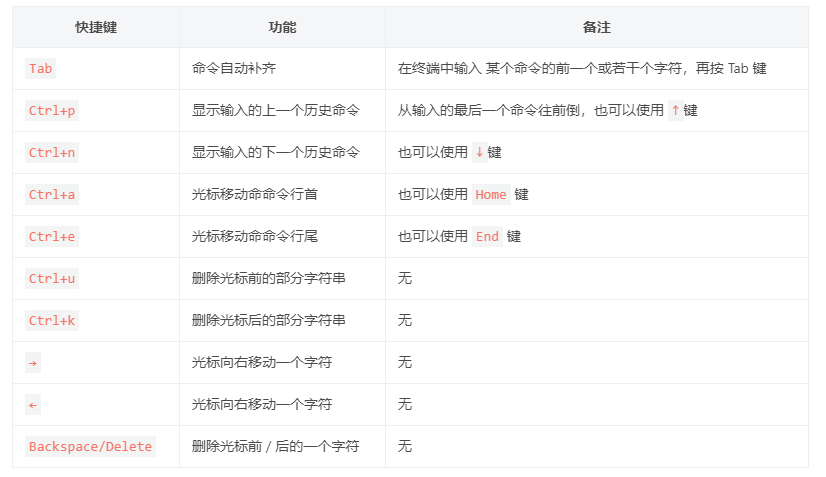 快捷键 功能 备注
Tab 命令自动补齐 在终端中输入 某个命令的前一个或若干个字符，再按 Tab 键
Ctrl+p 显示输入的上一个历史命令 从输入的最后一个命令往前倒，也可以使用 ↑ 键
Ctrl+n 显示输入的下一个历史命令 也可以使用 ↓ 键
Ctrl+a 光标移动命命令行首 也可以使用 Home 键
Ctrl+e 光标移动命命令行尾 也可以使用 End 键
Ctrl+u 删除光标前的部分字符串 无
Ctrl+k 删除光标后的部分字符串 无
→ 光标向右移动一个字符 无
← 光标向右移动一个字符 无
Backspace/Delete 删除光标前 / 后的一个字符 无